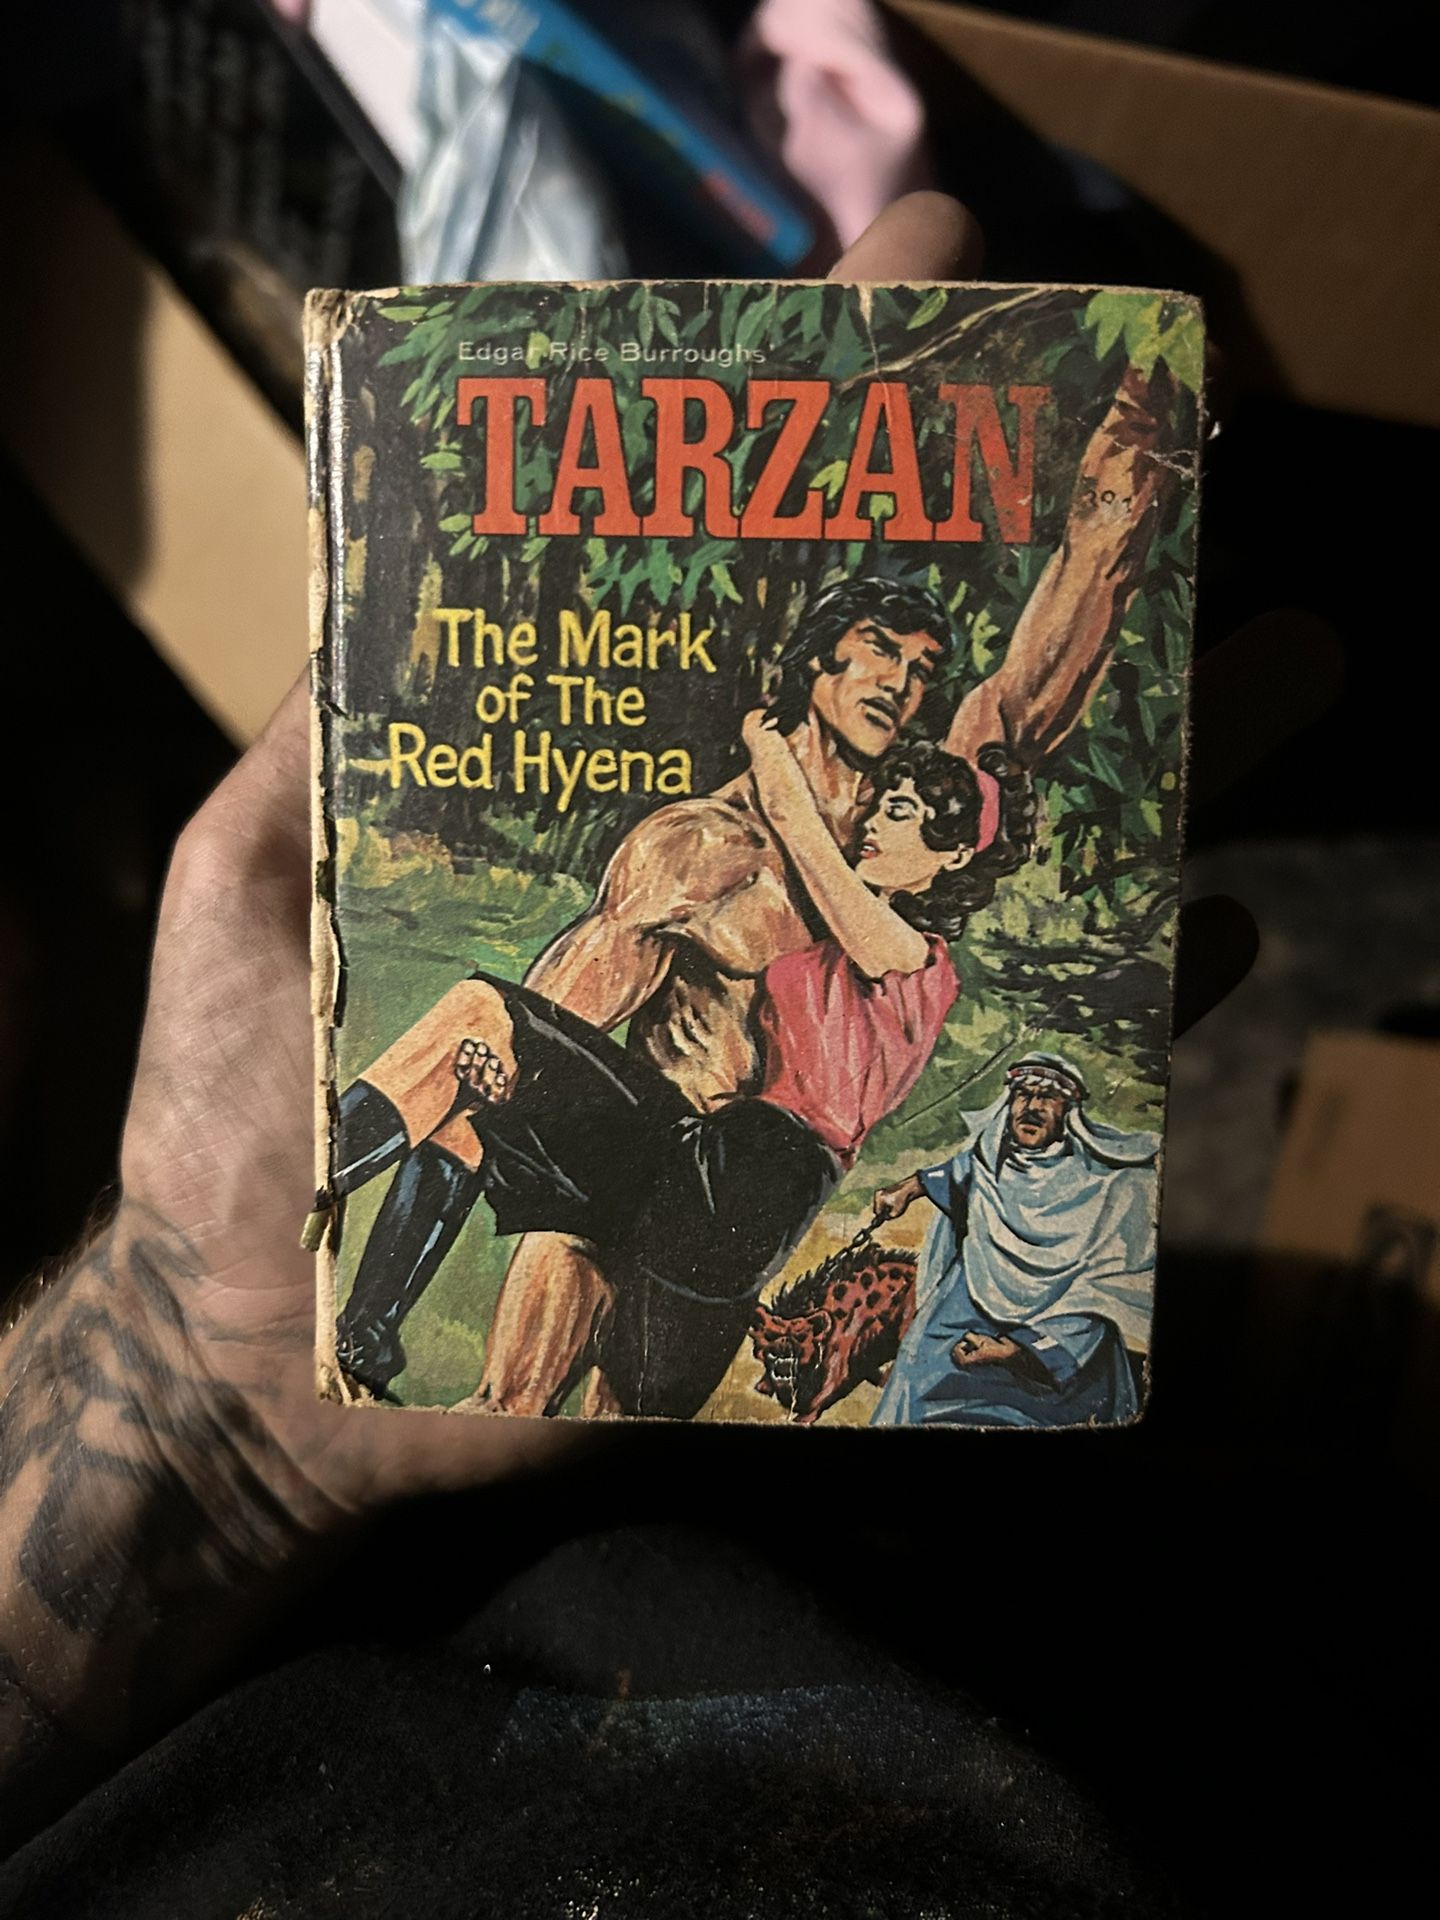 Edgar Rice Burroughs'
TARZAN
The Mark
of The
Red Hyena